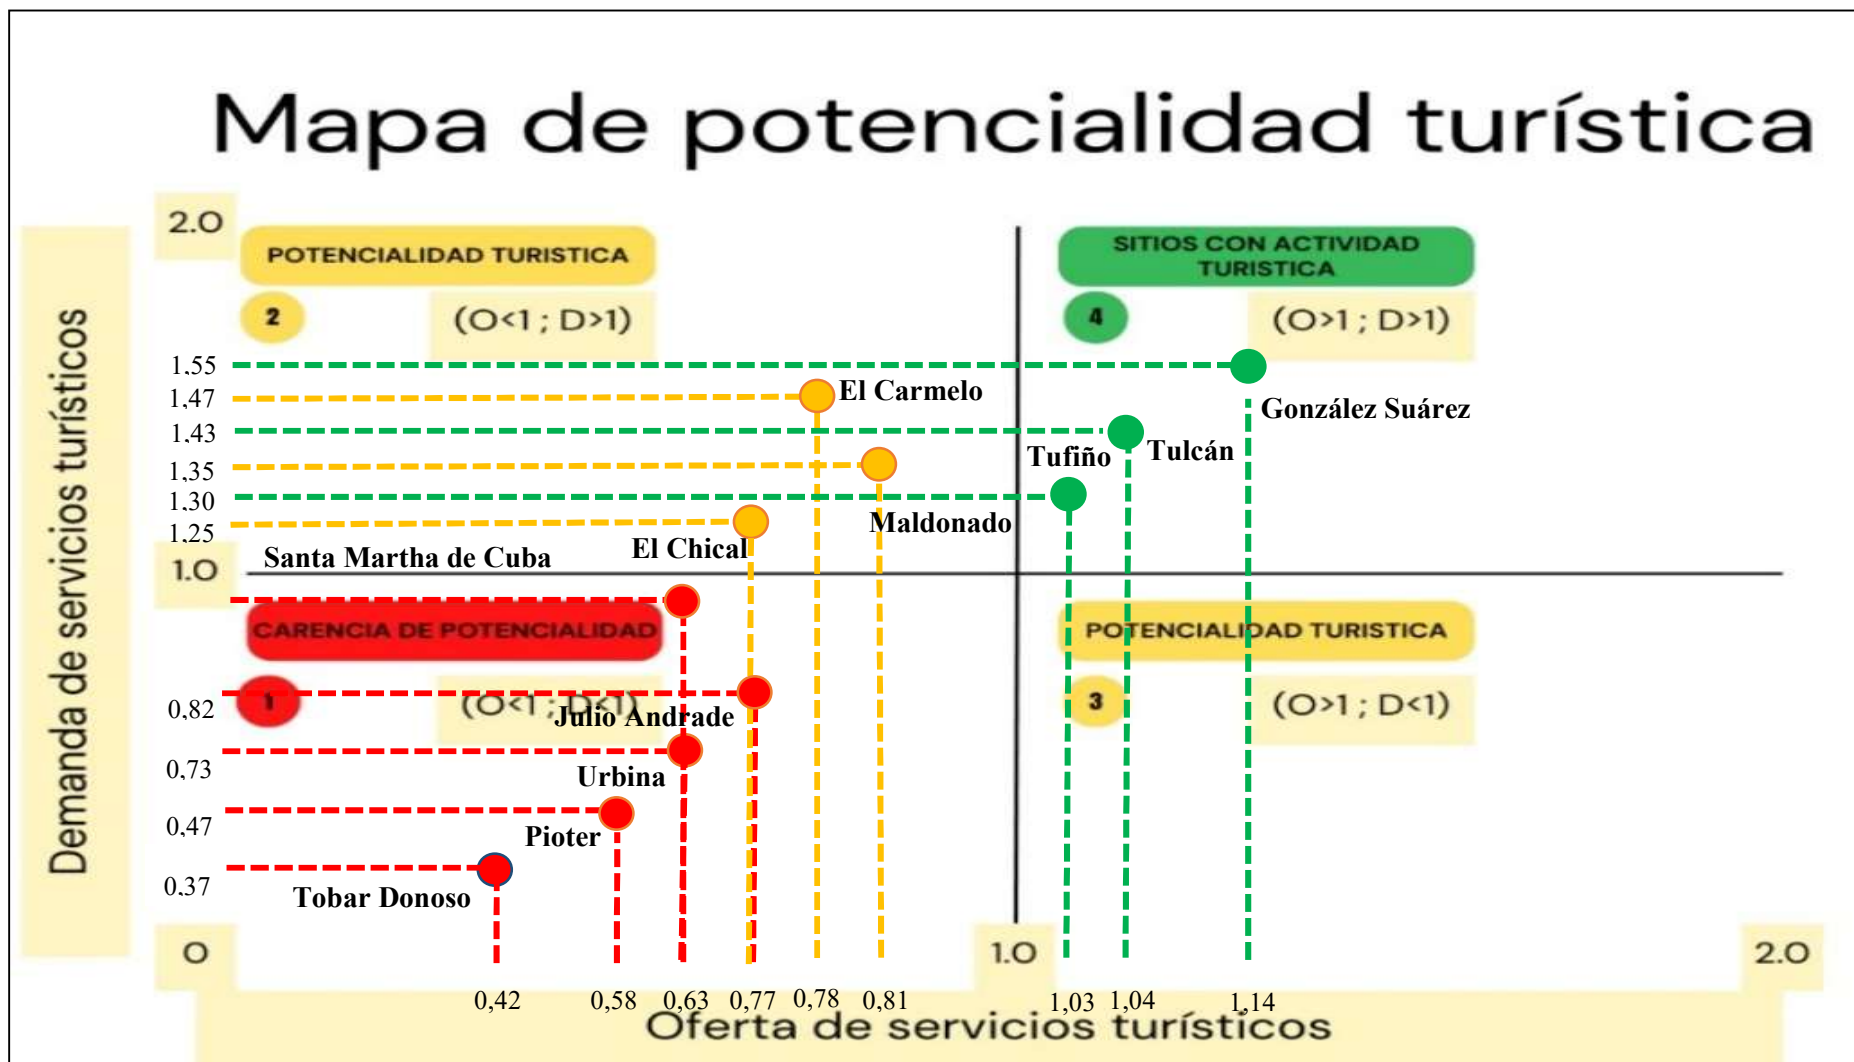 Mapa de potencialidad turística
Demanda de servicios turísticos
2.0
POTENCIALIDAD TURISTICA
2
(O<1 ; D>1)
SITIOS CON ACTIVIDAD
TURISTICA
4
(O>1 ; D>1)
1,55
1,47
El Carmelo
González Suárez
1,43
Tulcán
Tufiño
1,35
1,30
Maldonado
1,25
El Chical
Santa Martha de Cuba
1.0
CARENCIA DE POTENCIALIDAD
1
(O<1 ; D<1)
POTENCIALIDAD TURISTICA
3
(O>1 ; D<1)
0,82
Julio Andrade
0,73
Urbina
0,47
Pioter
0,37
Tobar Donoso
0
1.0
2.0
0,42
0,58
0,63
0,77
0,78
0,81
1,03
1,04
1,14
Oferta de servicios turísticos